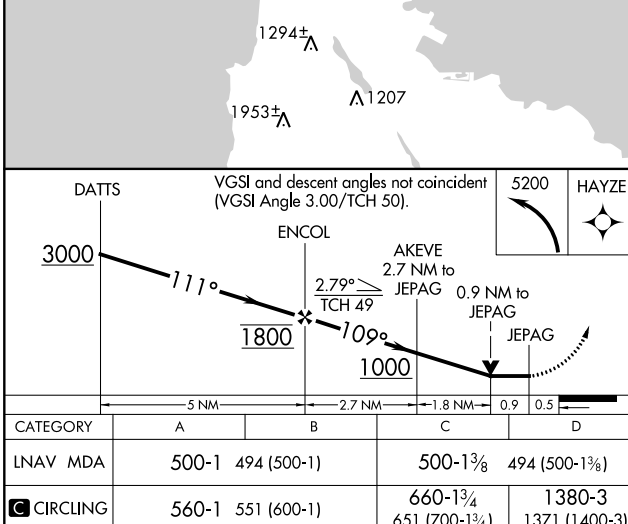 1294±
1953±
1207
DATTS
VGSI and descent angles not coincident
(VGSI Angle 3.00/TCH 50).
5200
HAYZE
ENCOL
3000
111°
AKEVE
2.7 NM to
JEPAG
2.79°
TCH 49
0.9 NM to
JEPAG
JEPAG
1800
109°
1000
5 NM
2.7 NM
1.8 NM
0.9
0.5
CATEGORY A B C D
LNAV MDA 500-1 494 (500-1) 500-1⅜ 494 (500-1⅜)
C CIRCLING 560-1 551 (600-1) 660-1¾ 1380-3
651 (700-1¾) 1371 (1400-3)